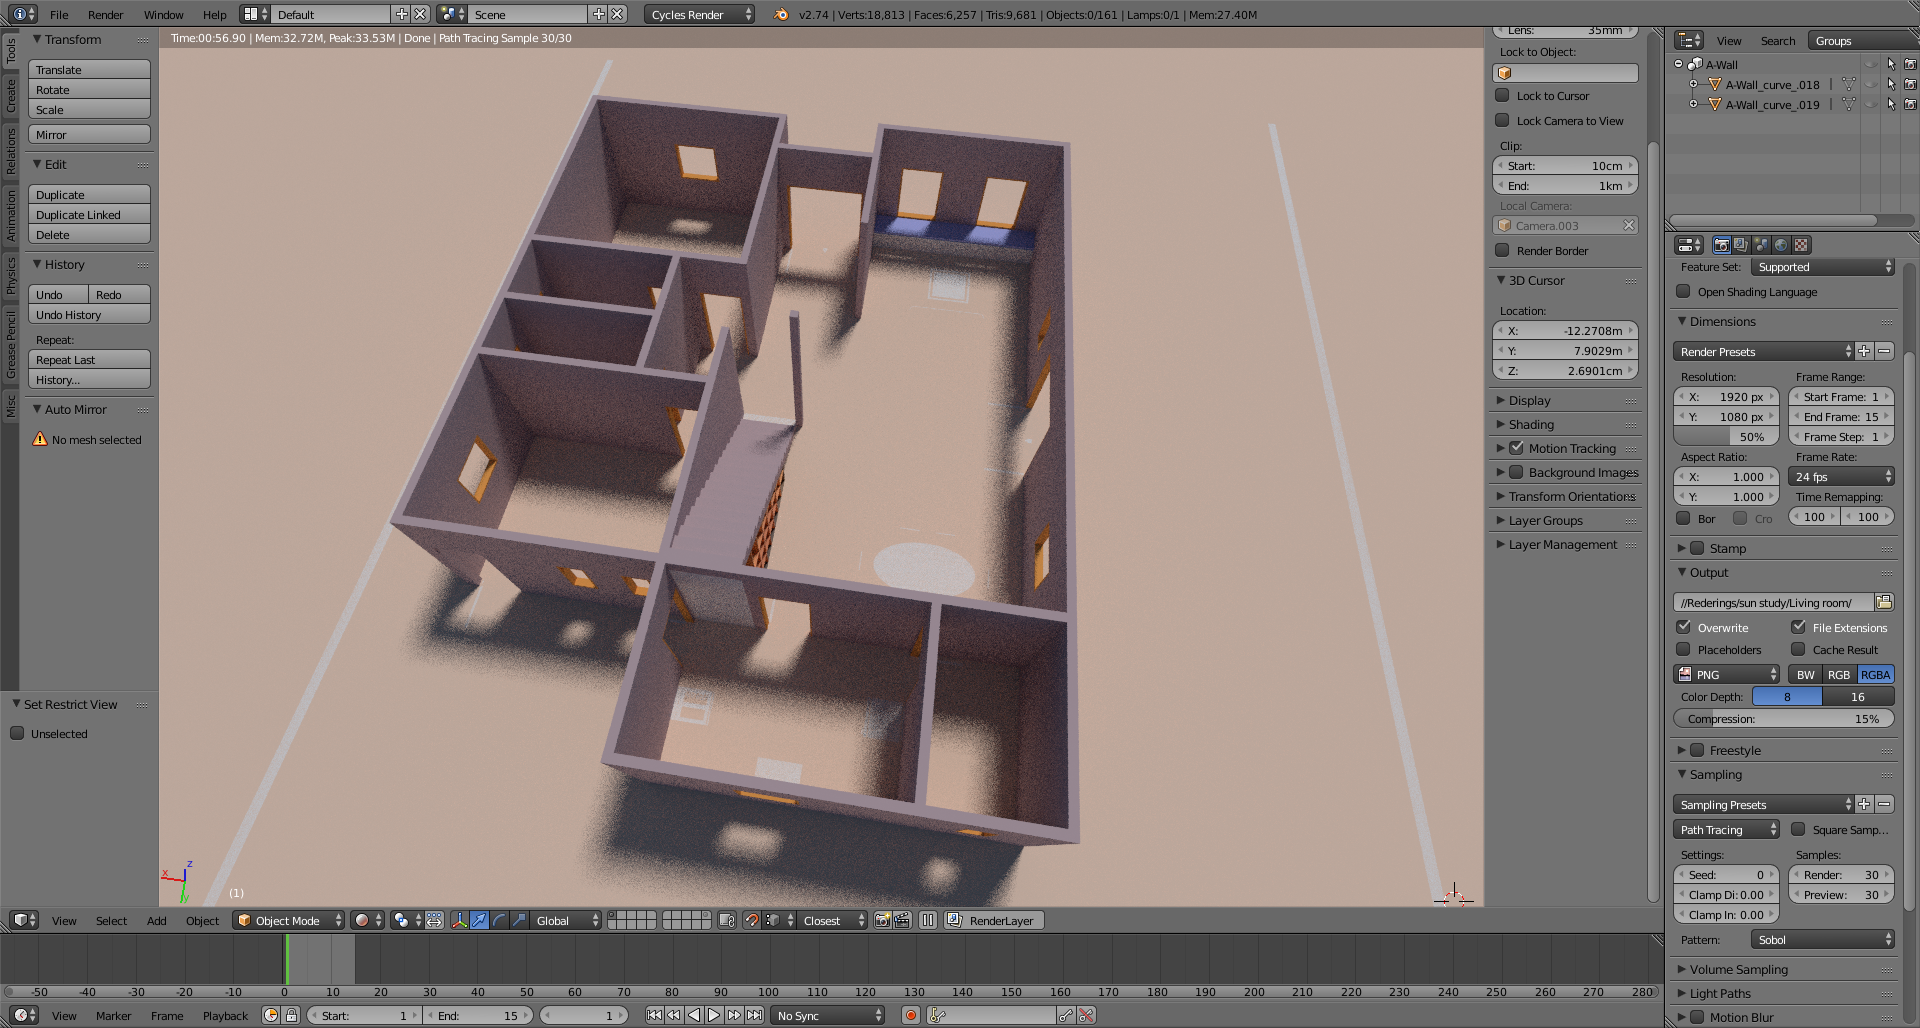 File Render Window Help Default Scene Cycles Render v2.74 | Verts:18,813 | Faces:6,257 | Tris:9,681 | Objects:0/161 | Lamps:0/1 | Mem:27.40M
Time:00:56.90 | Mem:32.72M, Peak:33.53M | Done | Path Tracing Sample 30/30
Tools
Create
Relations
Animation
Physics
Grease Pencil
Misc
Transform
Translate
Rotate
Scale
Mirror
Edit
Duplicate
Duplicate Linked
Delete
History
Undo Redo
Undo History
Repeat:
Repeat Last
History...
Auto Mirror
No mesh selected
Set Restrict View
Unselected
x z y
(1)
Lens: 35mm
Lock to Object:
Lock to Cursor
Lock Camera to View
Clip:
Start: 10cm
End: 1km
Local Camera:
Camera.003
Render Border
3D Cursor
Location:
X: -12.2708m
Y: 7.9029m
Z: 2.6901cm
Display
Shading
Motion Tracking
Background Images
Transform Orientations
Layer Groups
Layer Management
View Search Groups
A-Wall
A-Wall_curve_.018
A-Wall_curve_.019
Feature Set: Supported
Open Shading Language
Dimensions
Render Presets
Resolution: Frame Range:
X: 1920 px Start Frame: 1
Y: 1080 px End Frame: 15
50% Frame Step: 1
Aspect Ratio: Frame Rate:
X: 1.000 24 fps
Y: 1.000 Time Remapping:
Bor Cro 100 100
Stamp
Output
//Rederings/sun study/Living room/
Overwrite File Extensions
Placeholders Cache Result
PNG BW RGB RGBA
Color Depth: 8 16
Compression: 15%
Freestyle
Sampling
Sampling Presets
Path Tracing Square Samp...
Settings: Samples:
Seed: 0 Render: 30
Clamp Di: 0.00 Preview: 30
Clamp In: 0.00
Pattern: Sobol
Volume Sampling
Light Paths
Motion Blur
View Select Add Object Object Mode Global Closest RenderLayer
-50 -40 -30 -20 -10 0 10 20 30 40 50 60 70 80 90 100 110 120 130 140 150 160 170 180 190 200 210 220 230 240 250 260 270 280
View Marker Frame Playback Start: 1 End: 15 1 No Sync